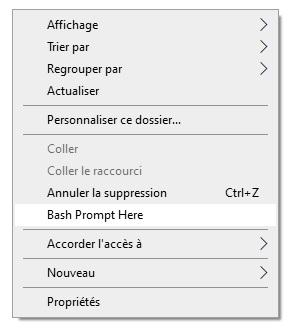 Affichage
Trier par
Regrouper par
Actualiser
Personnaliser ce dossier...
Coller
Coller le raccourci
Annuler la suppression Ctrl+Z
Bash Prompt Here
Accorder l'accès à
Nouveau
Propriétés